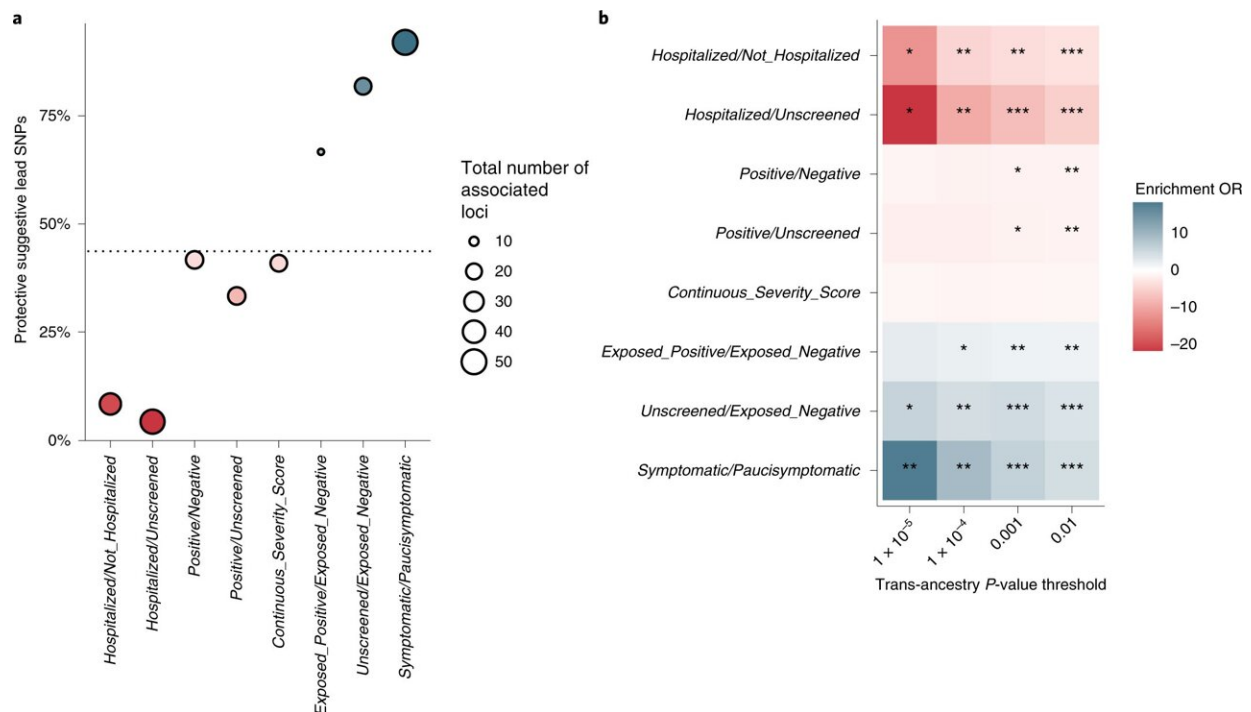 a
Protective suggestive lead SNPs
75%
50%
25%
0%
Hospitalized/Not_Hospitalized
Hospitalized/Unscreened
Positive/Negative
Positive/Unscreened
Continuous_Severity_Score
Exposed_Positive/Exposed_Negative
Unscreened/Exposed_Negative
Symptomatic/Paucisymptomatic
Total number of
associated
loci
10
20
30
40
50
b
Hospitalized/Not_Hospitalized
* ** ** ***
Hospitalized/Unscreened
* ** *** ***
Positive/Negative
* **
Positive/Unscreened
* **
Continuous_Severity_Score
Exposed_Positive/Exposed_Negative
* ** **
Unscreened/Exposed_Negative
* ** *** ***
Symptomatic/Paucisymptomatic
** ** *** ***
1 × 10⁻⁵
1 × 10⁻⁴
0.001
0.01
Trans-ancestry P-value threshold
Enrichment OR
10
0
−10
−20